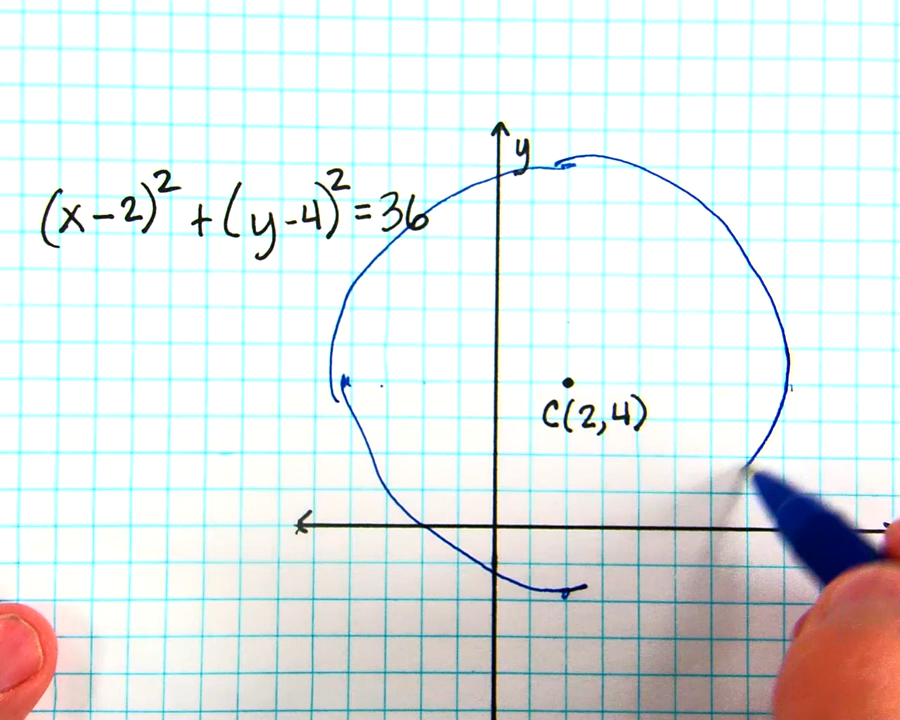 y
(x-2)² + (y-4)² = 36
C(2,4)